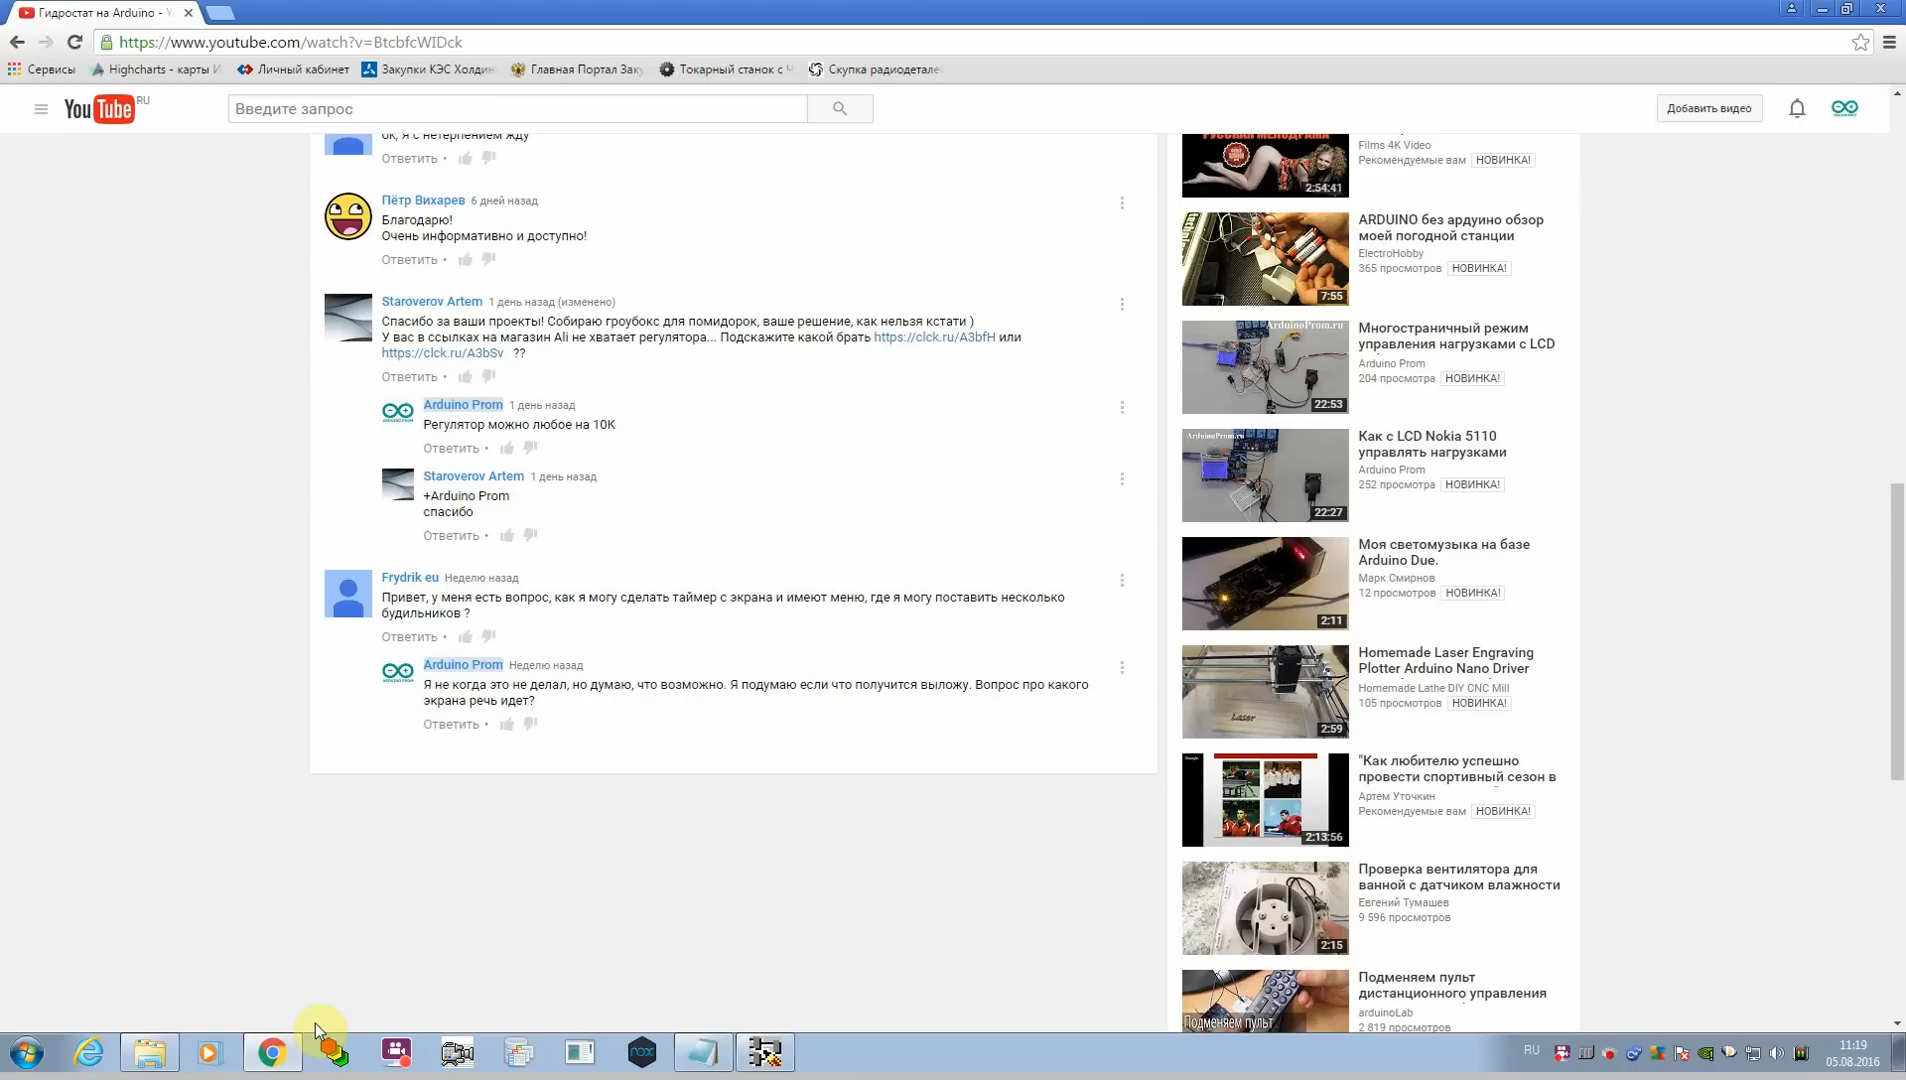 Гидростат на Arduino - Y
https://www.youtube.com/watch?v=BtcbfcWIDck
Сервисы
Highcharts - карты И
Личный кабинет
Закупки КЭС Холдин
Главная Портал Заку
Токарный станок с Ч
Скупка радиодетале
YouTube RU
Введите запрос
Добавить видео
ок, я с нетерпением жду
Ответить •
Пётр Вихарев 6 дней назад
Благодарю!
Очень информативно и доступно!
Ответить •
Staroverov Artem 1 день назад (изменено)
Спасибо за ваши проекты! Собираю гроубокс для помидорок, ваше решение, как нельзя кстати )
У вас в ссылках на магазин Ali не хватает регулятора... Подскажите какой брать https://clck.ru/A3bfH или
https://clck.ru/A3bSv ??
Ответить •
Arduino Prom 1 день назад
Регулятор можно любое на 10К
Ответить •
Staroverov Artem 1 день назад
+Arduino Prom
спасибо
Ответить •
Frydrik eu Неделю назад
Привет, у меня есть вопрос, как я могу сделать таймер с экрана и имеют меню, где я могу поставить несколько
будильников ?
Ответить •
Arduino Prom Неделю назад
Я не когда это не делал, но думаю, что возможно. Я подумаю если что получится выложу. Вопрос про какого
экрана речь идет?
Ответить •
РУССКАЯ МЕЛОДРАМА
2:54:41
Films 4K Video
Рекомендуемые вам НОВИНКА!
7:55
ARDUINO без ардуино обзор
моей погодной станции
ElectroHobby
365 просмотров НОВИНКА!
ArduinoProm.ru
22:53
Многостраничный режим
управления нагрузками с LCD
Arduino Prom
204 просмотра НОВИНКА!
ArduinoProm.ru
22:27
Как с LCD Nokia 5110
управлять нагрузками
Arduino Prom
252 просмотра НОВИНКА!
2:11
Моя светомузыка на базе
Arduino Due.
Марк Смирнов
12 просмотров НОВИНКА!
Laser
2:59
Homemade Laser Engraving
Plotter Arduino Nano Driver
Homemade Lathe DIY CNC Mill
105 просмотров НОВИНКА!
2:13:56
"Как любителю успешно
провести спортивный сезон в
Артем Уточкин
Рекомендуемые вам НОВИНКА!
2:15
Проверка вентилятора для
ванной с датчиком влажности
Евгений Тумашев
9 596 просмотров
Подменяем пульт
Подменяем пульт
дистанционного управления
arduinoLab
2 819 просмотров
nox
RU
11:19
05.08.2016